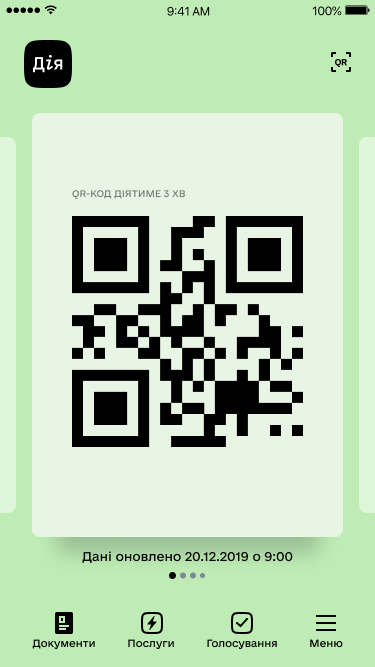 9:41 AM
100%
Дія
QR
QR-КОД ДІЯТИМЕ 3 ХВ
Дані оновлено 20.12.2019 о 9:00
Документи
Послуги
Голосування
Меню